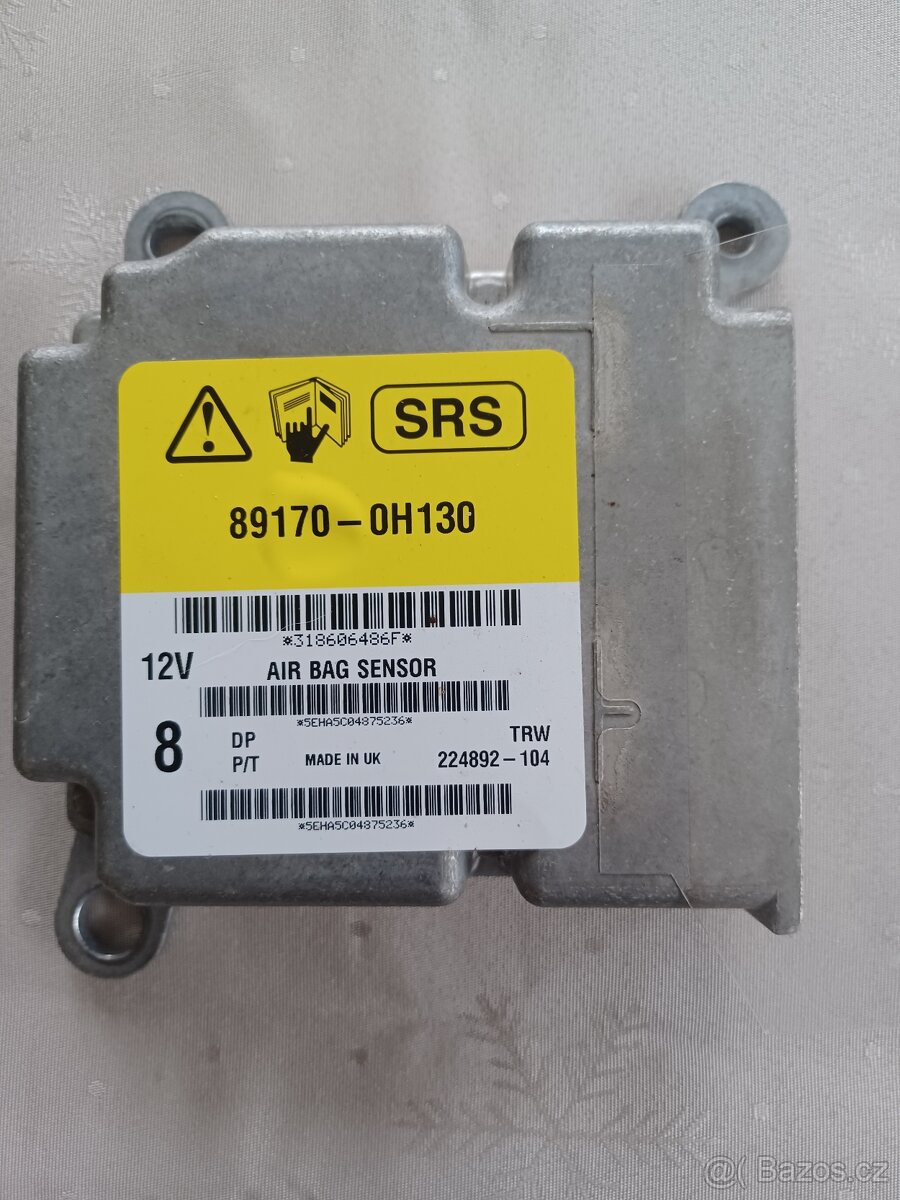 SRS
89170-0H130
*318606486F*
12V AIR BAG SENSOR
*5EHA5C04875236*
8 DP TRW
P/T MADE IN UK 224892-104
*5EHA5C04875236*
@( Bazos.cz